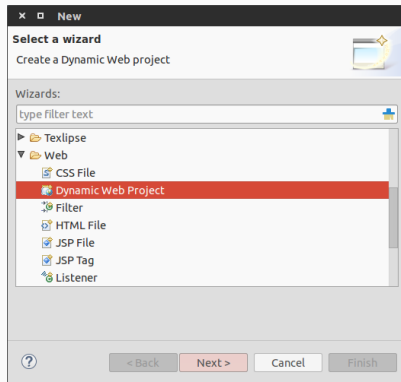 New
Select a wizard
Create a Dynamic Web project
Wizards:
type filter text
Texlipse
Web
CSS File
Dynamic Web Project
Filter
HTML File
JSP File
JSP Tag
Listener
? < Back Next > Cancel Finish